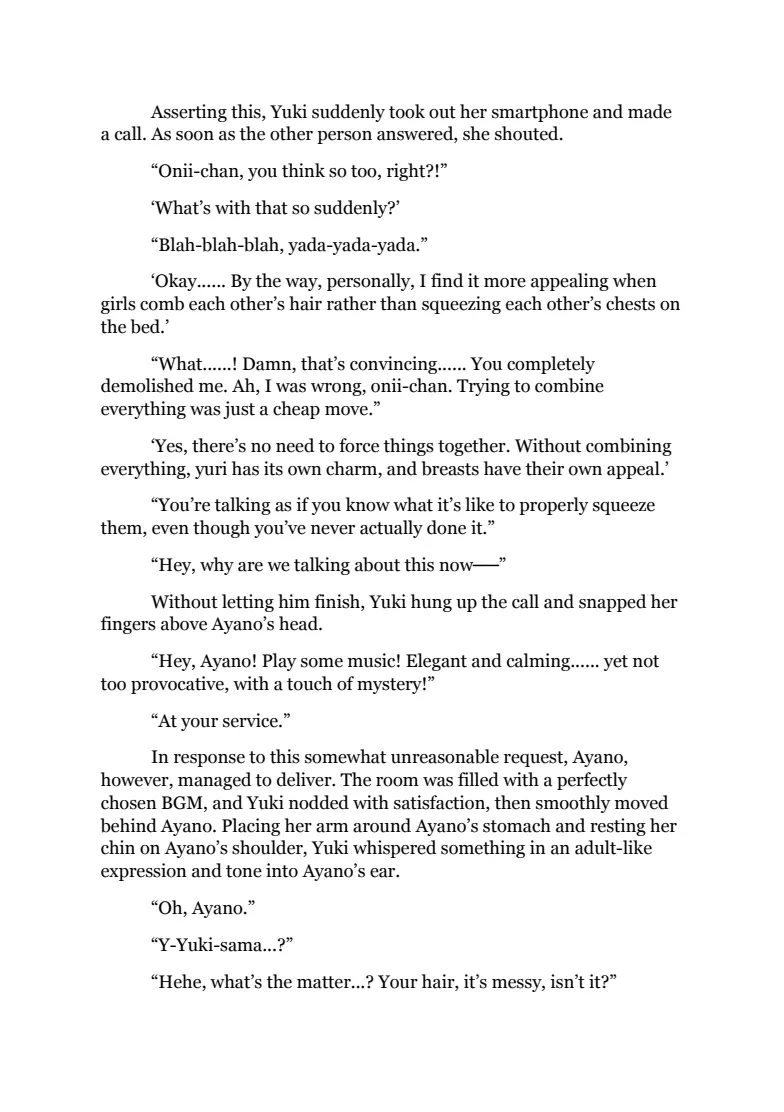 Asserting this, Yuki suddenly took out her smartphone and made
a call. As soon as the other person answered, she shouted.
“Onii-chan, you think so too, right?!”
‘What’s with that so suddenly?’
“Blah-blah-blah, yada-yada-yada.”
‘Okay...... By the way, personally, I find it more appealing when
girls comb each other’s hair rather than squeezing each other’s chests on
the bed.’
“What......! Damn, that’s convincing...... You completely
demolished me. Ah, I was wrong, onii-chan. Trying to combine
everything was just a cheap move.”
‘Yes, there’s no need to force things together. Without combining
everything, yuri has its own charm, and breasts have their own appeal.’
“You’re talking as if you know what it’s like to properly squeeze
them, even though you’ve never actually done it.”
“Hey, why are we talking about this now──”
Without letting him finish, Yuki hung up the call and snapped her
fingers above Ayano’s head.
“Hey, Ayano! Play some music! Elegant and calming...... yet not
too provocative, with a touch of mystery!”
“At your service.”
In response to this somewhat unreasonable request, Ayano,
however, managed to deliver. The room was filled with a perfectly
chosen BGM, and Yuki nodded with satisfaction, then smoothly moved
behind Ayano. Placing her arm around Ayano’s stomach and resting her
chin on Ayano’s shoulder, Yuki whispered something in an adult-like
expression and tone into Ayano’s ear.
“Oh, Ayano.”
“Y-Yuki-sama...?”
“Hehe, what’s the matter...? Your hair, it’s messy, isn’t it?”